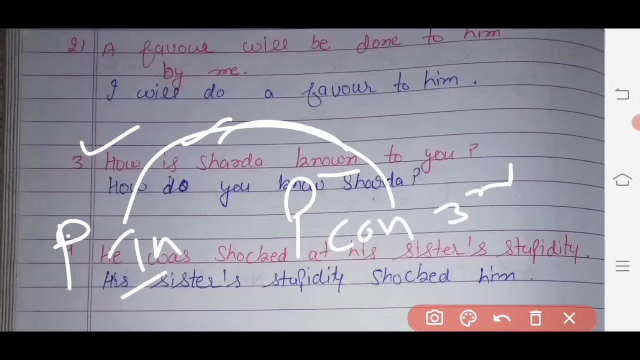 2) A favour will be done to him
by me.
I will do a favour to him.
3. How is Sharda known to you?
How do you know Sharda?
P in P con 3rd
He was Shocked at his sister's stupidity.
His sister's stupidity shocked him.